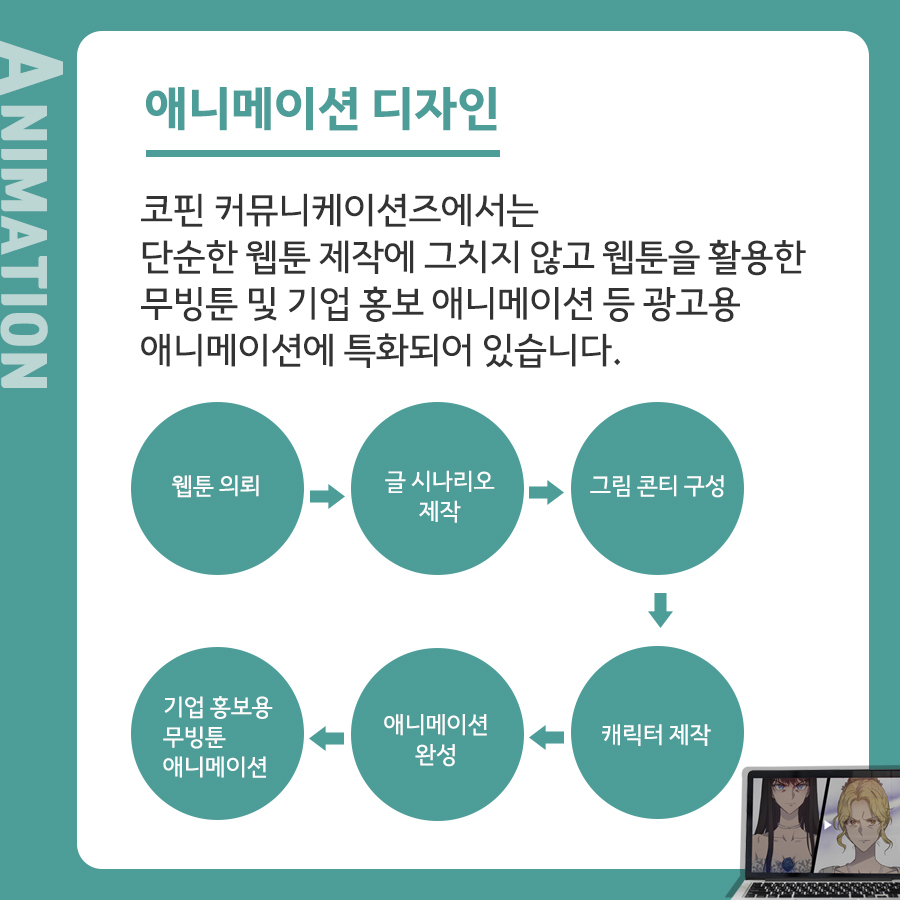 ANIMATION
애니메이션 디자인
코핀 커뮤니케이션즈에서는
단순한 웹툰 제작에 그치지 않고 웹툰을 활용한
무빙툰 및 기업 홍보 애니메이션 등 광고용
애니메이션에 특화되어 있습니다.
웹툰 의뢰
글 시나리오
제작
그림 콘티 구성
캐릭터 제작
애니메이션
완성
기업 홍보용
무빙툰
애니메이션